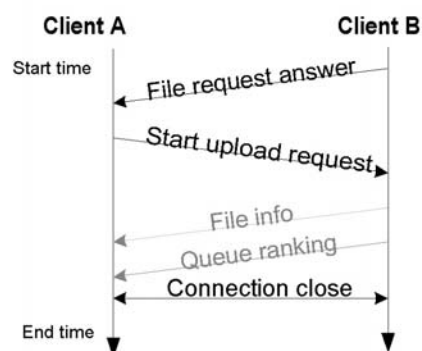 Client A Client B
Start time
File request answer
Start upload request
File info
Queue ranking
Connection close
End time